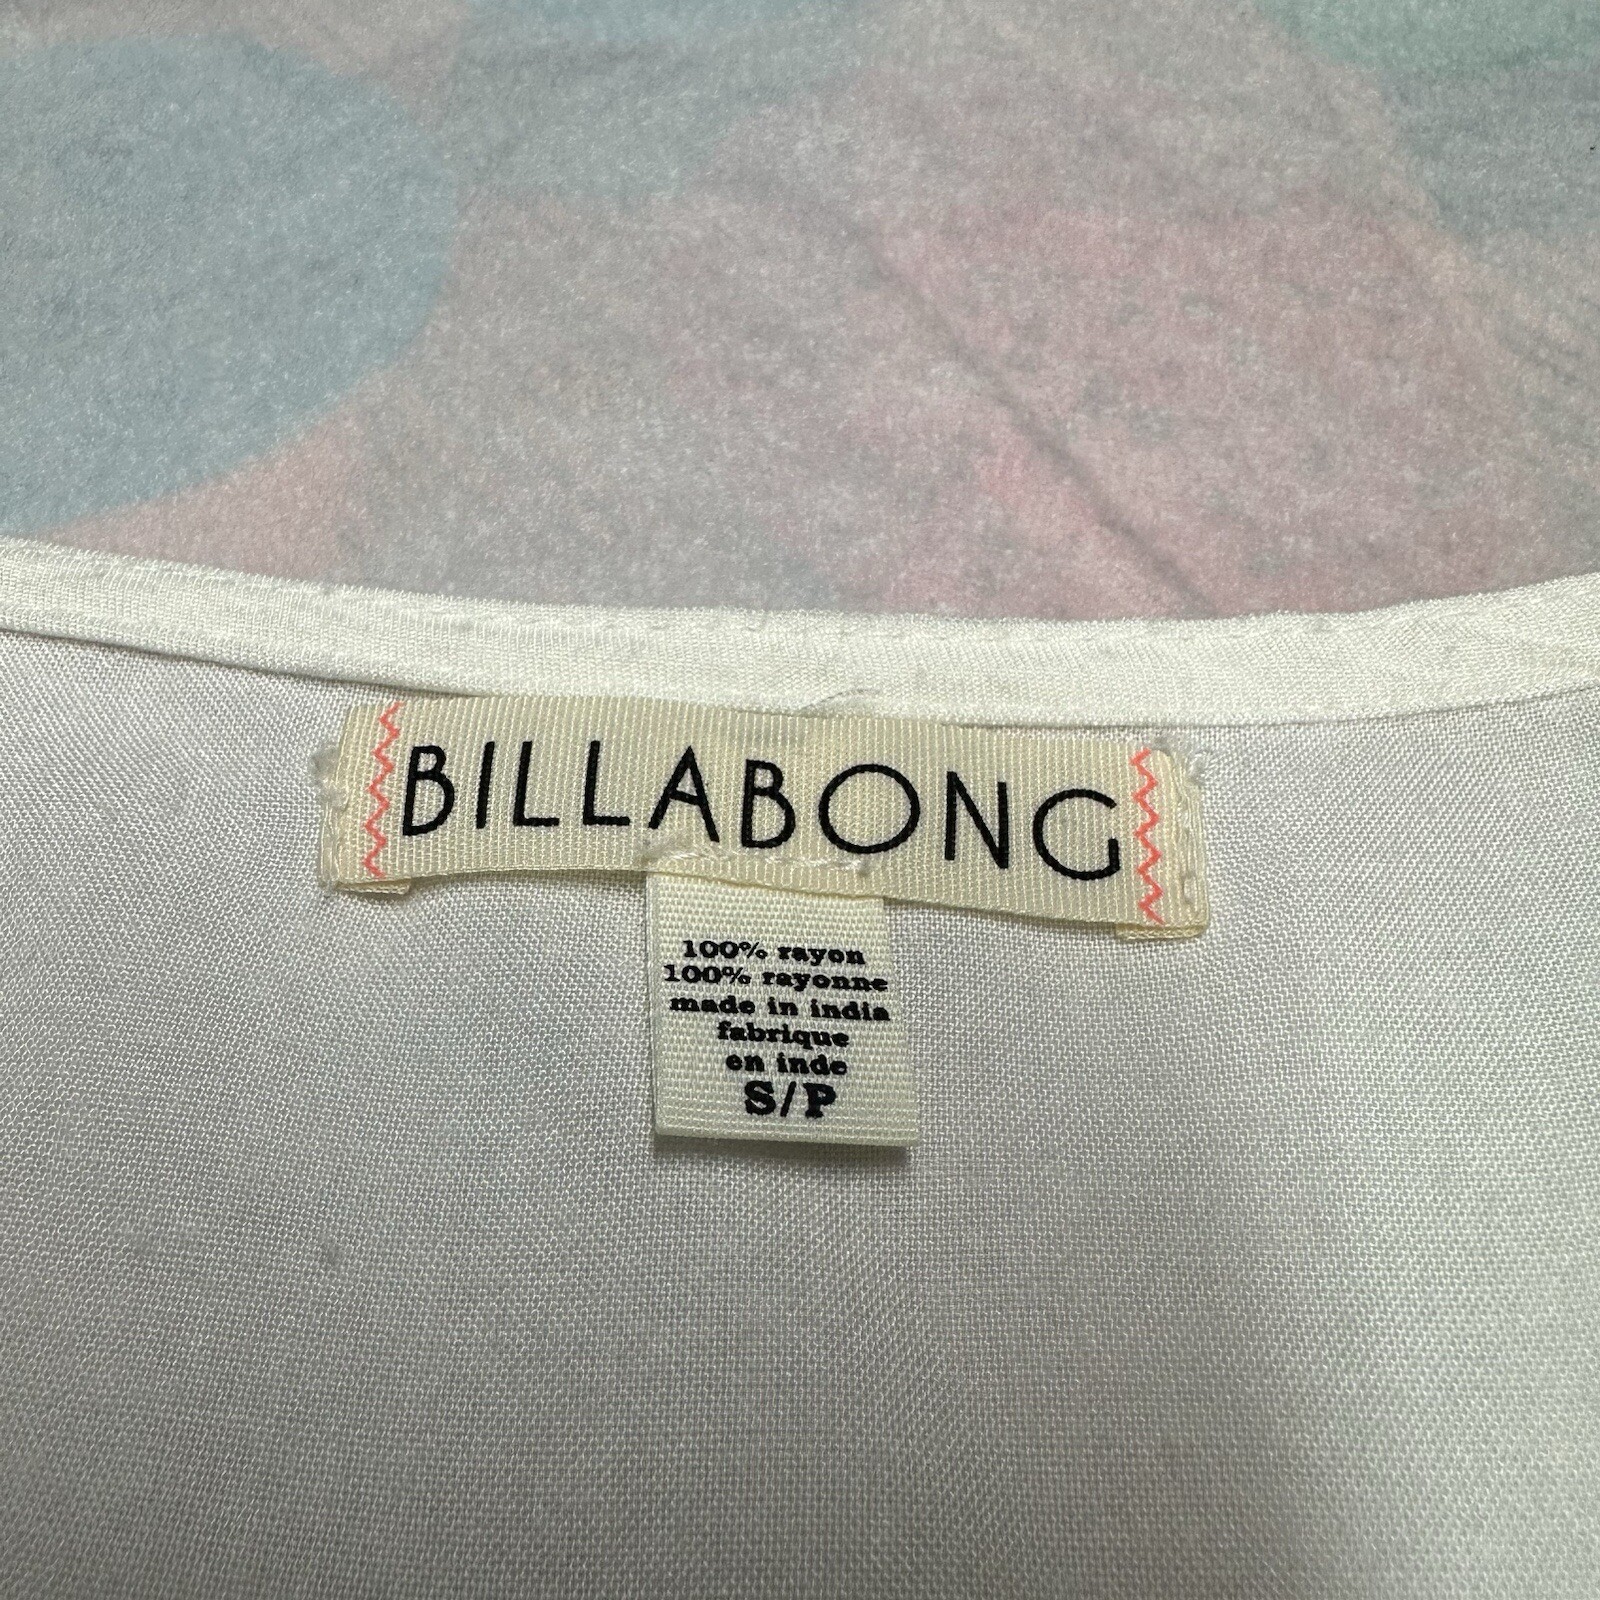 BILLABONG
100% rayon
100% rayonne
made in india
fabrique
en inde
S/P